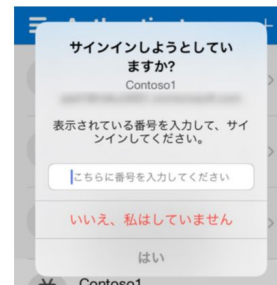 サインインしようとしてい
ますか?
Contoso1
表示されている番号を入力して、サイ
ンインしてください。
こちらに番号を入力してください
いいえ、私はしていません
はい
Contoso1